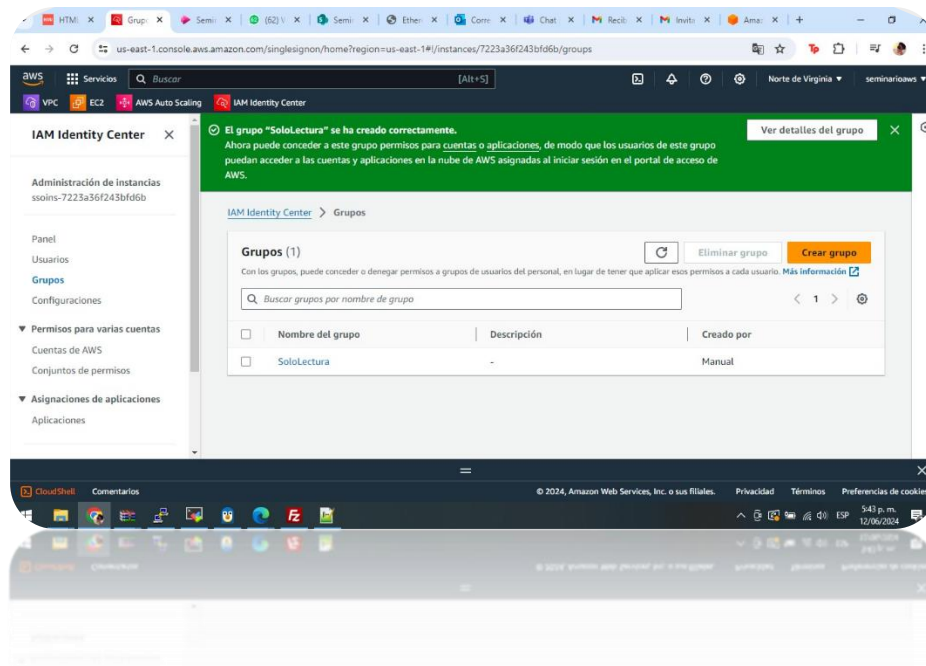 HTML
Grup
Semi
(62)
Semi
Ether
Corre
Chat
Recib
Invita
Amaz
us-east-1.console.aws.amazon.com/singlesignon/home?region=us-east-1#!/instances/7223a36f243bfd6b/groups
Tp
aws Servicios Buscar [Alt+S] Norte de Virginia seminarioaws
VPC EC2 AWS Auto Scaling IAM Identity Center
IAM Identity Center
Administración de instancias
ssoins-7223a36f243bfd6b
Panel
Usuarios
Grupos
Configuraciones
Permisos para varias cuentas
Cuentas de AWS
Conjuntos de permisos
Asignaciones de aplicaciones
Aplicaciones
El grupo "SoloLectura" se ha creado correctamente.
Ahora puede conceder a este grupo permisos para cuentas o aplicaciones, de modo que los usuarios de este grupo
puedan acceder a las cuentas y aplicaciones en la nube de AWS asignadas al iniciar sesión en el portal de acceso de
AWS.
Ver detalles del grupo
IAM Identity Center > Grupos
Grupos (1)
Eliminar grupo
Crear grupo
Con los grupos, puede conceder o denegar permisos a grupos de usuarios del personal, en lugar de tener que aplicar esos permisos a cada usuario. Más información
Buscar grupos por nombre de grupo
1
Nombre del grupo Descripción Creado por
SoloLectura - Manual
CloudShell Comentarios © 2024, Amazon Web Services, Inc. o sus filiales. Privacidad Términos Preferencias de cookies
ESP
5:43 p. m.
12/06/2024